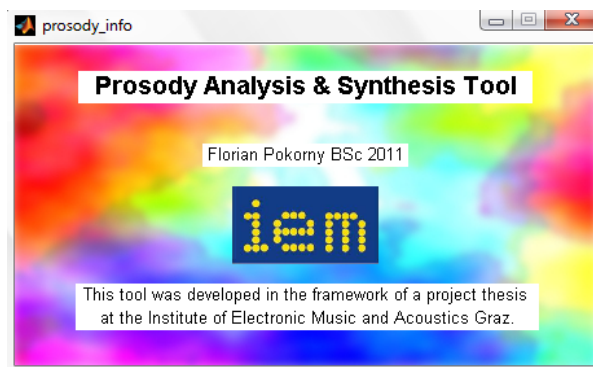 prosody_info
Prosody Analysis & Synthesis Tool
Florian Pokorny BSc 2011
iem
This tool was developed in the framework of a project thesis
at the Institute of Electronic Music and Acoustics Graz.